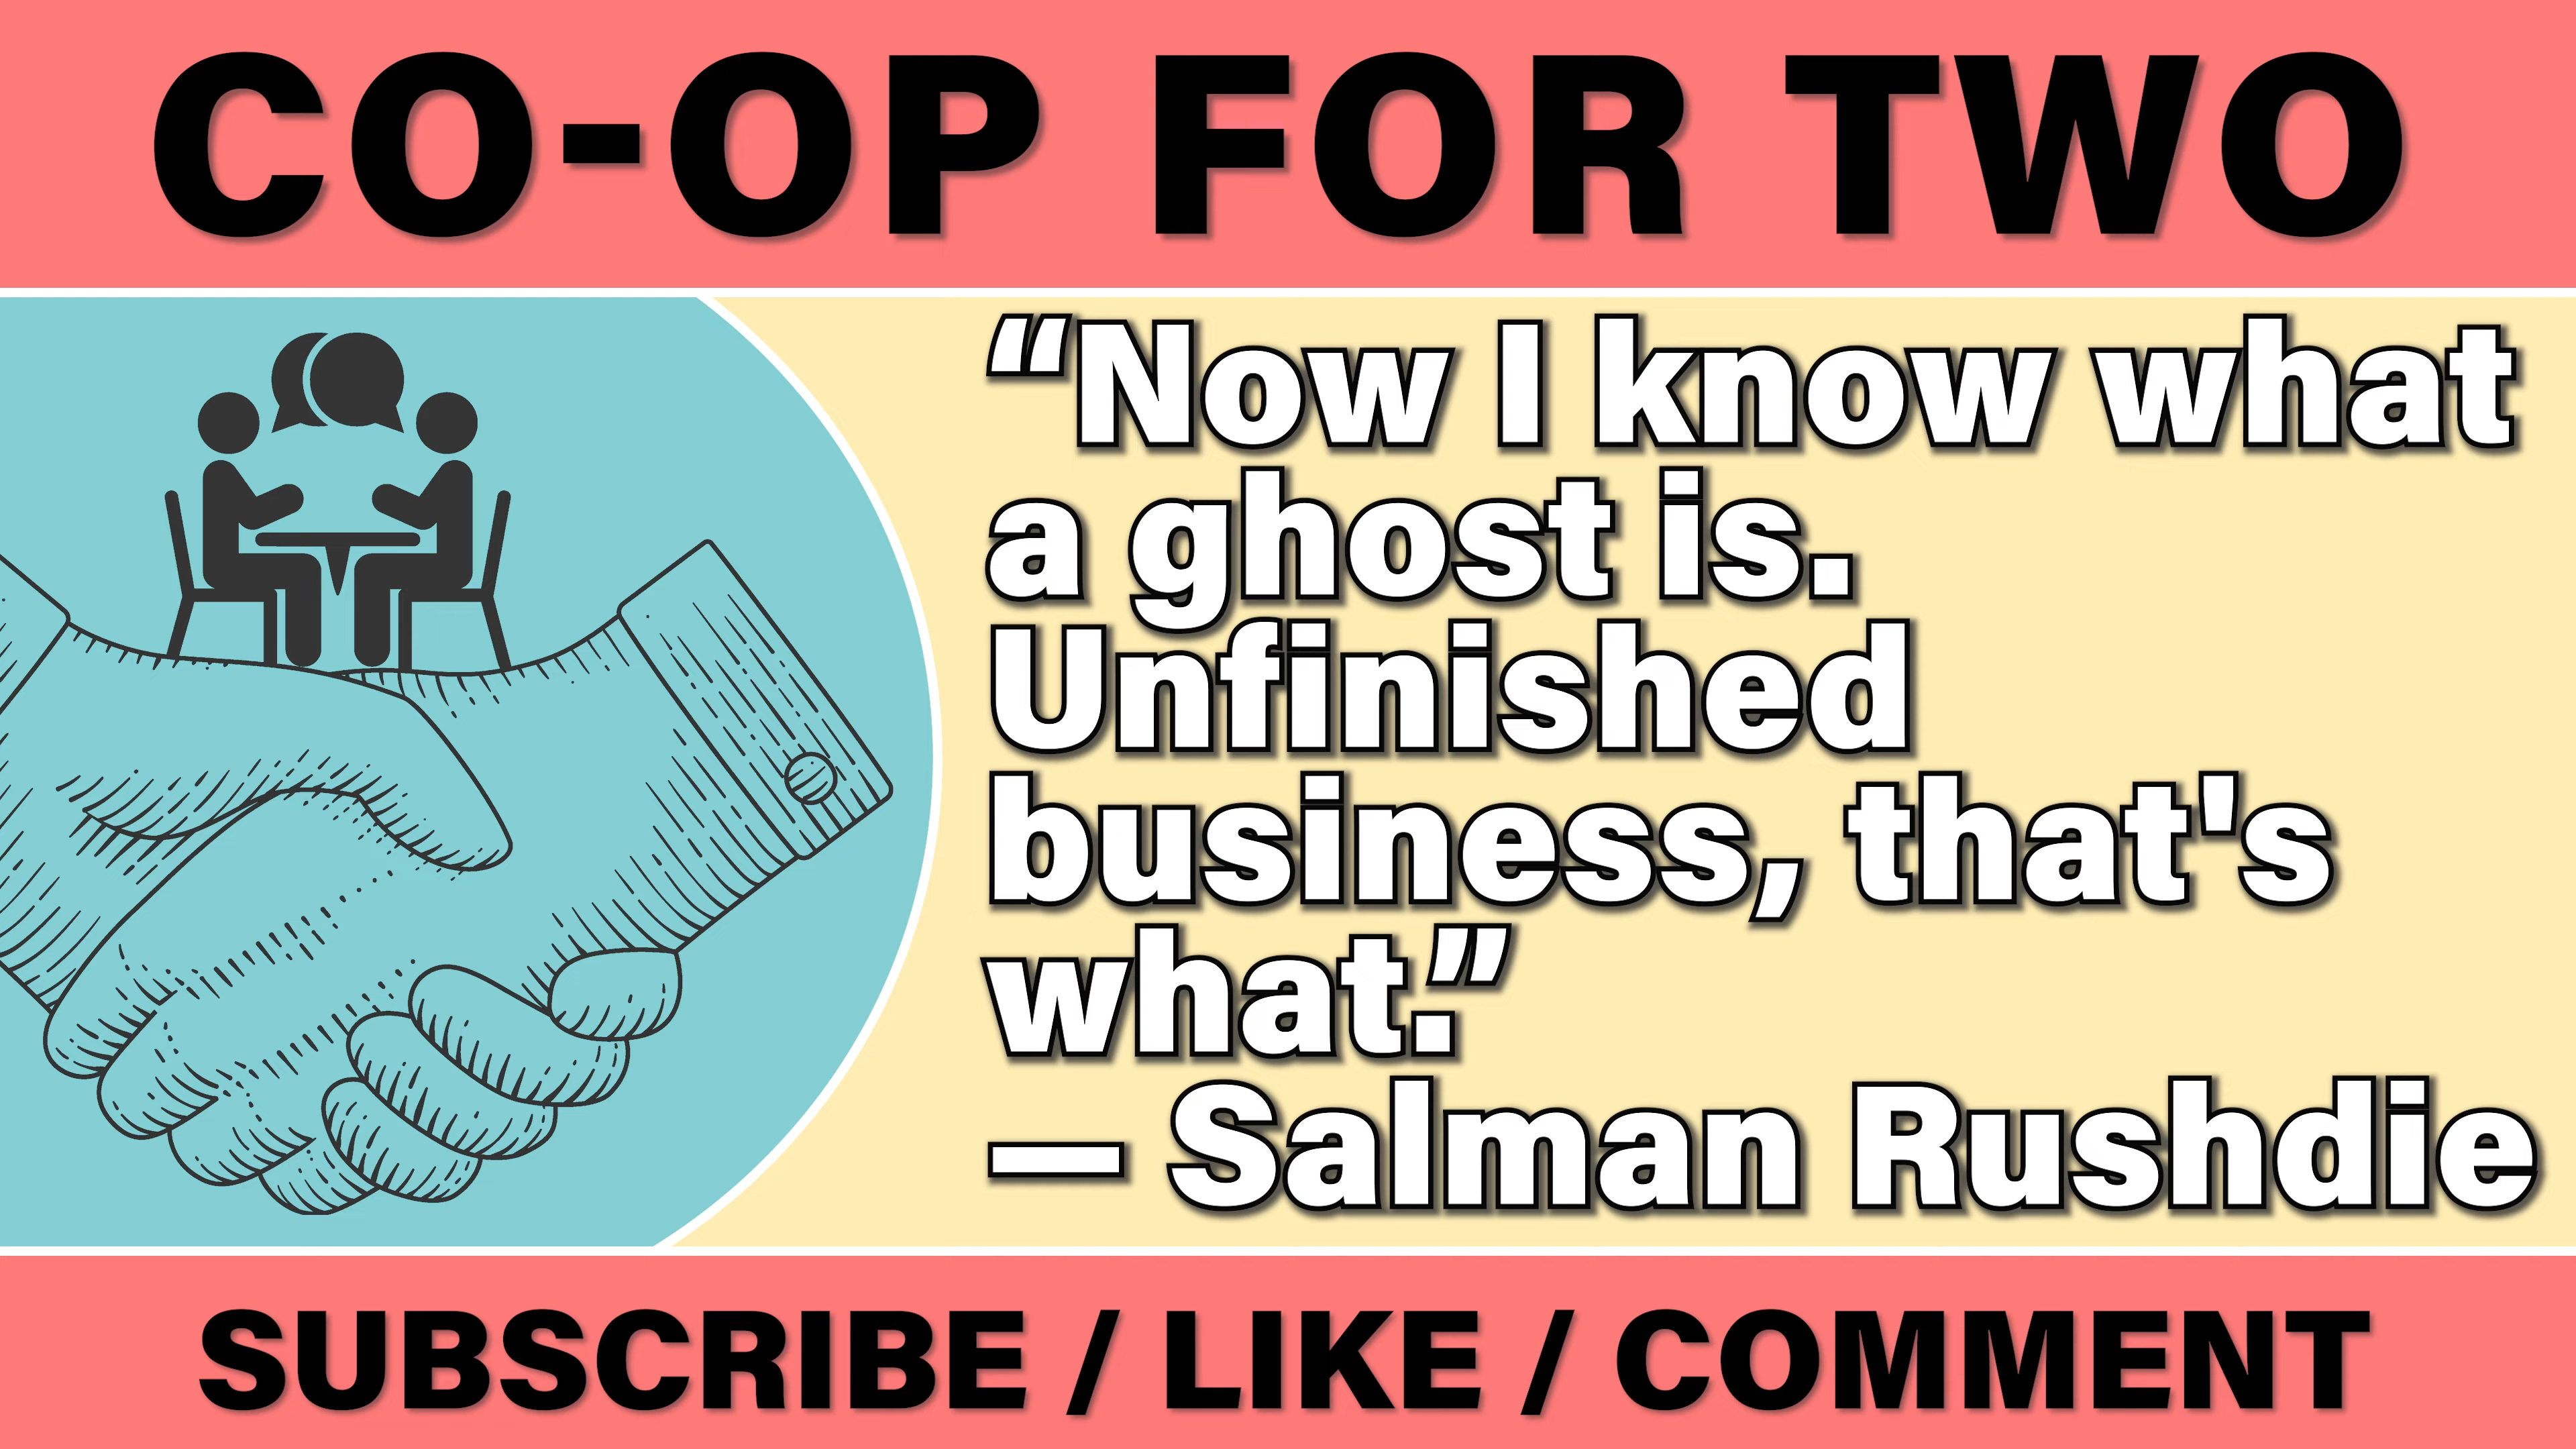 CO-OP FOR TWO
“Now I know what
a ghost is.
Unfinished
business, that's
what.”
— Salman Rushdie
SUBSCRIBE / LIKE / COMMENT